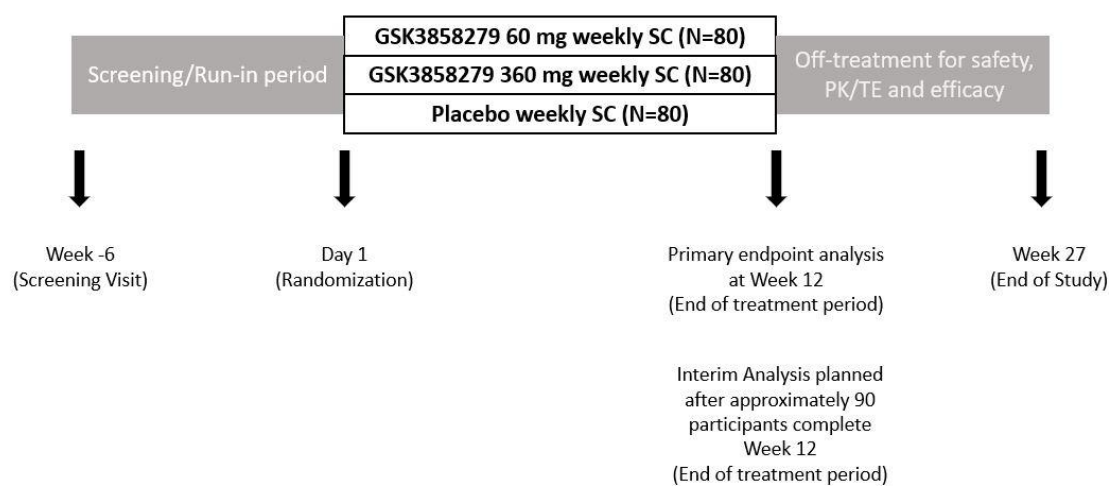 GSK3858279 60 mg weekly SC (N=80)
Screening/Run-in period
GSK3858279 360 mg weekly SC (N=80)
Off-treatment for safety,
PK/TE and efficacy
Placebo weekly SC (N=80)
Week -6
(Screening Visit)
Day 1
(Randomization)
Primary endpoint analysis
at Week 12
(End of treatment period)
Week 27
(End of Study)
Interim Analysis planned
after approximately 90
participants complete
Week 12
(End of treatment period)